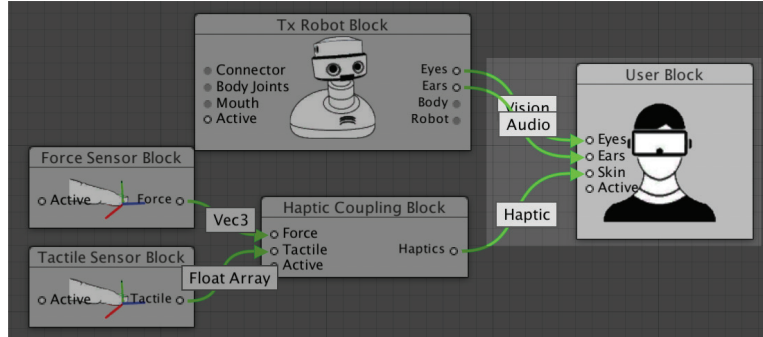 Tx Robot Block
Connector
Body Joints
Mouth
Active
Eyes
Ears
Body
Robot
Vision
Audio
User Block
Eyes
Ears
Skin
Active
Force Sensor Block
Active
Force
Vec3
Haptic Coupling Block
Force
Tactile
Active
Haptics
Haptic
Tactile Sensor Block
Active
Tactile
Float Array